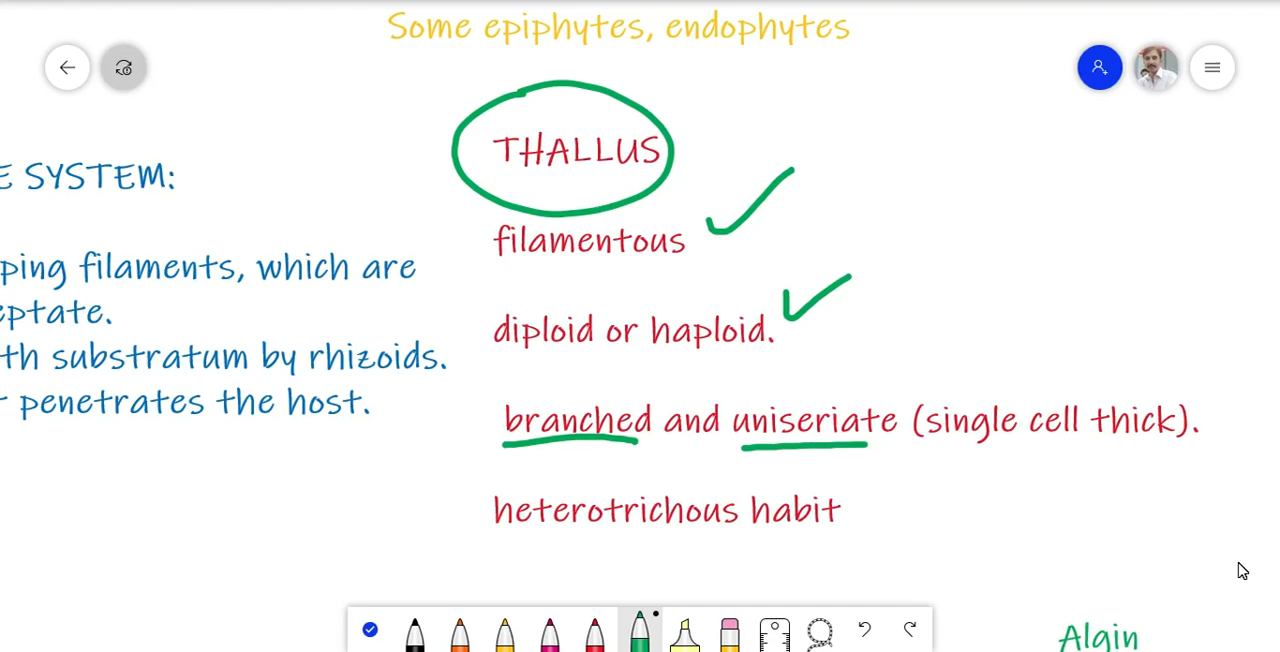 Some epiphytes, endophytes
THALLUS
E SYSTEM:
filamentous
ping filaments, which are
eptate.
diploid or haploid.
th substratum by rhizoids.
t penetrates the host.
branched and uniseriate (single cell thick).
heterotrichous habit
Algin